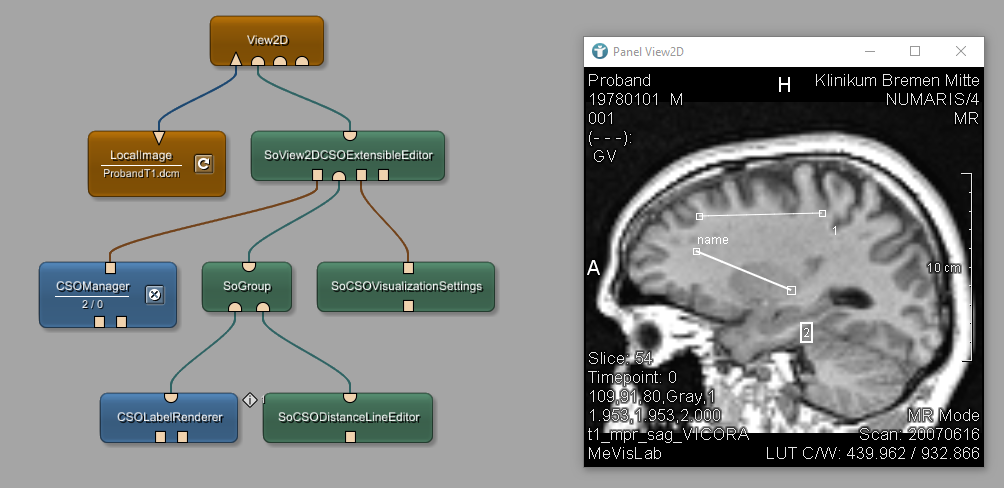 View2D
LocalImage
ProbandT1.dcm
SoView2DCSOExtensibleEditor
CSOManager
2 / 0
SoGroup
SoCSOVisualizationSettings
CSOLabelRenderer
i 1
SoCSODistanceLineEditor
Panel View2D
Proband
19780101 M
001
(- - -):
GV
H
Klinikum Bremen Mitte
NUMARIS/4
MR
1
name
A
10 cm
2
Slice: 54
Timepoint: 0
109,91,80,Gray,1
1.953,1.953,2.000
t1_mpr_sag_VICORA
MeVisLab
MR Mode
Scan: 20070616
LUT C/W: 439.962 / 932.866